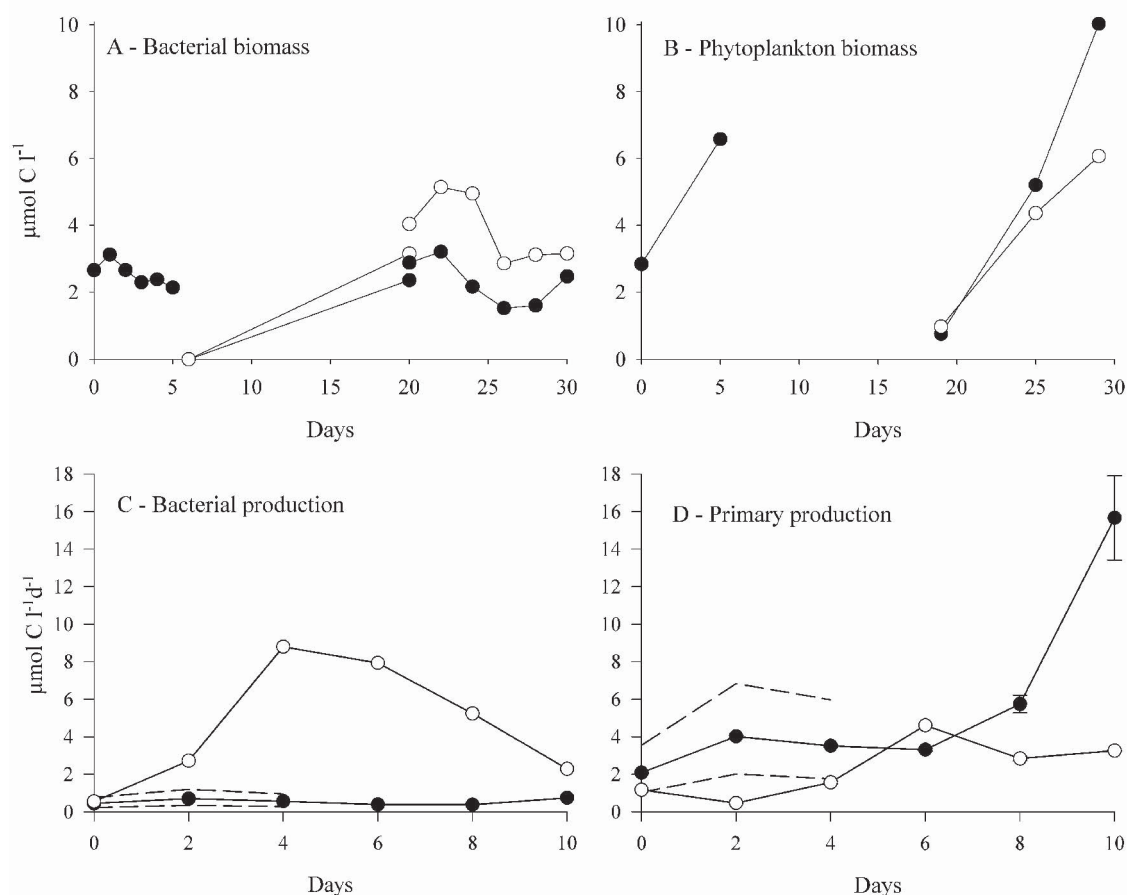 A - Bacterial biomass
B - Phytoplankton biomass
10
8
6
4
2
0
μmol C l⁻¹
0 5 10 15 20 25 30
Days
10
8
6
4
2
0
0 5 10 15 20 25 30
Days
C - Bacterial production
D - Primary production
18
16
14
12
10
8
6
4
2
0
μmol C l⁻¹d⁻¹
0 2 4 6 8 10
Days
18
16
14
12
10
8
6
4
2
0
0 2 4 6 8 10
Days